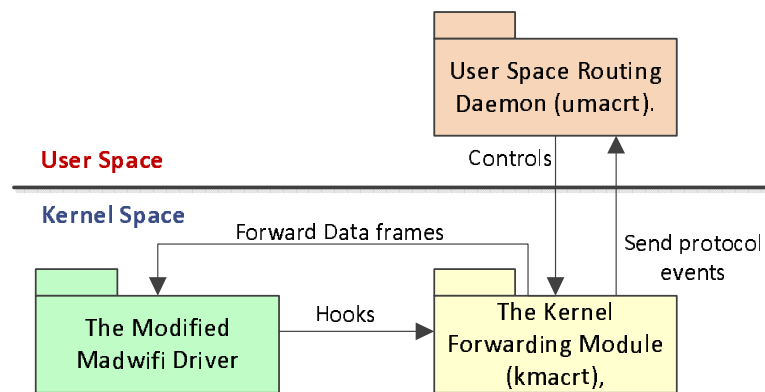 User Space Routing
Daemon (umacrt).
User Space
Controls
Kernel Space
Forward Data frames
Send protocol
events
The Modified
Madwifi Driver
Hooks
The Kernel
Forwarding Module
(kmacrt),